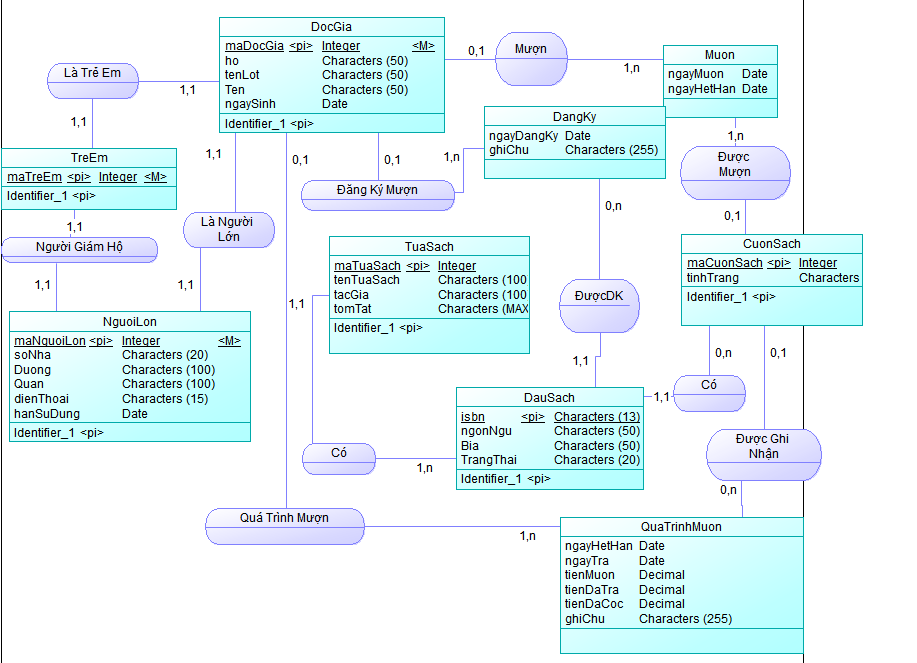 DocGia
maDocGia <pi> Integer <M>
ho Characters (50)
tenLot Characters (50)
Ten Characters (50)
ngaySinh Date
Identifier_1 <pi>
0,1
Mượn
1,n
Muon
ngayMuon Date
ngayHetHan Date
Là Trẻ Em
1,1
1,1
TreEm
maTreEm <pi> Integer <M>
Identifier_1 <pi>
1,1
0,1
0,1
Đăng Ký Mượn
1,n
DangKy
ngayDangKy Date
ghiChu Characters (255)
1,n
Được
Mượn
0,1
1,1
Người Giám Hộ
1,1
Là Người
Lớn
1,1
0,n
TuaSach
maTuaSach <pi> Integer
tenTuaSach Characters (100
tacGia Characters (100
tomTat Characters (MAX
Identifier_1 <pi>
CuonSach
maCuonSach <pi> Integer
tinhTrang Characters
Identifier_1 <pi>
ĐượcDK
1,1
1,1
NguoiLon
maNguoiLon <pi> Integer <M>
soNha Characters (20)
Duong Characters (100)
Quan Characters (100)
dienThoai Characters (15)
hanSuDung Date
Identifier_1 <pi>
0,n
0,1
Có
1,1
DauSach
isbn <pi> Characters (13)
ngonNgu Characters (50)
Bia Characters (50)
TrangThai Characters (20)
Identifier_1 <pi>
Có
1,n
Được Ghi
Nhận
0,n
Quá Trình Mượn
1,n
QuaTrinhMuon
ngayHetHan Date
ngayTra Date
tienMuon Decimal
tienDaTra Decimal
tienDaCoc Decimal
ghiChu Characters (255)